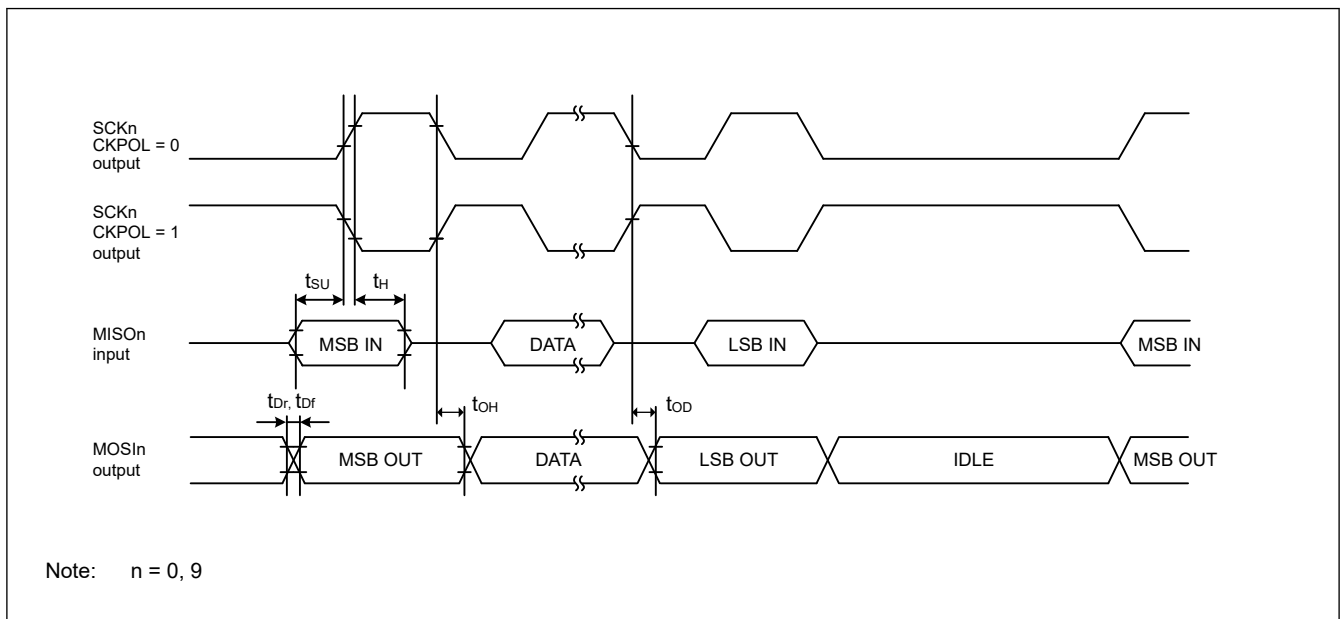 SCKn
CKPOL = 0
output
SCKn
CKPOL = 1
output
tSU
tH
MISOn
input
MSB IN
DATA
LSB IN
MSB IN
tDr, tDf
tOH
tOD
MOSIn
output
MSB OUT
DATA
LSB OUT
IDLE
MSB OUT
Note: n = 0, 9